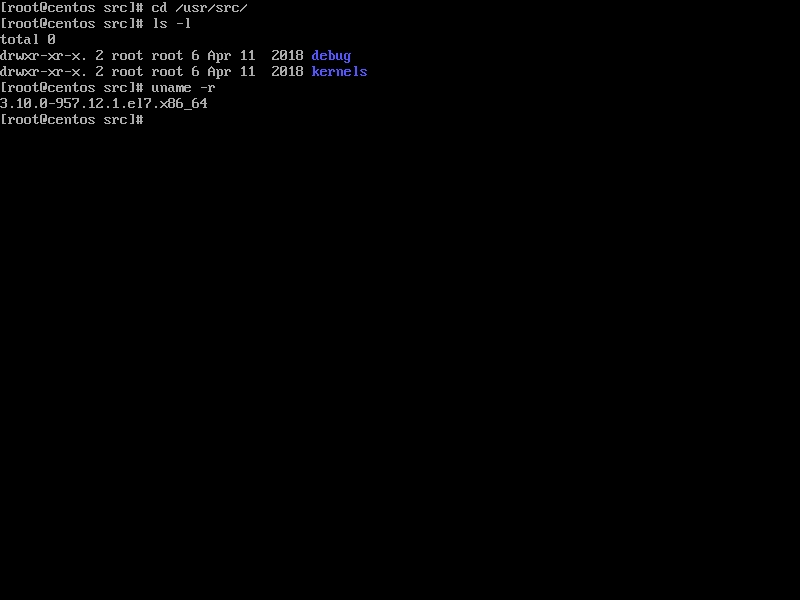 [root@centos src]# cd /usr/src/
[root@centos src]# ls -l
total 0
drwxr-xr-x. 2 root root 6 Apr 11  2018 debug
drwxr-xr-x. 2 root root 6 Apr 11  2018 kernels
[root@centos src]# uname -r
3.10.0-957.12.1.el7.x86_64
[root@centos src]#